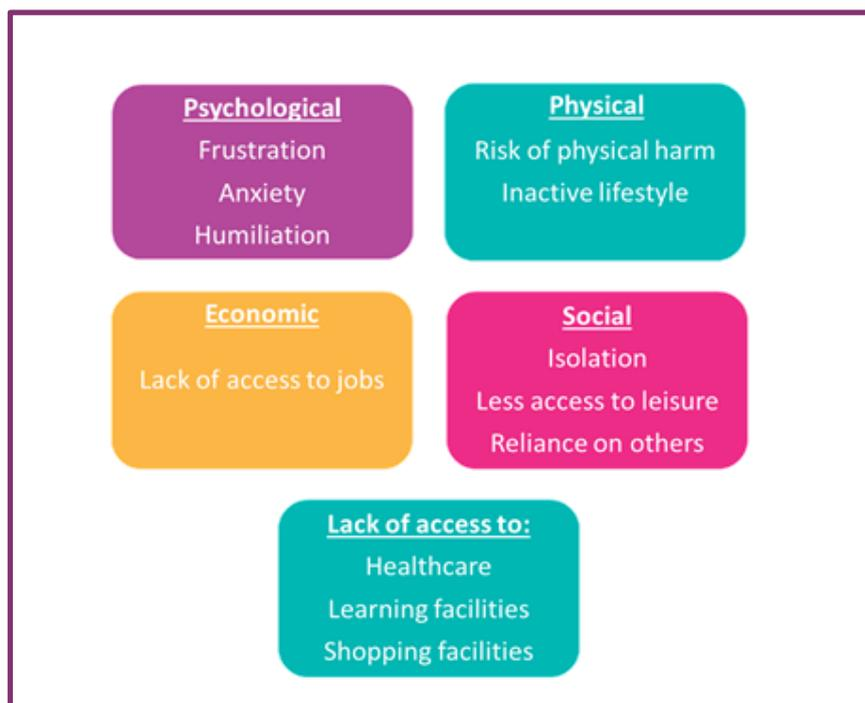 Psychological
Frustration
Anxiety
Humiliation
Physical
Risk of physical harm
Inactive lifestyle
Economic
Lack of access to jobs
Social
Isolation
Less access to leisure
Reliance on others
Lack of access to:
Healthcare
Learning facilities
Shopping facilities